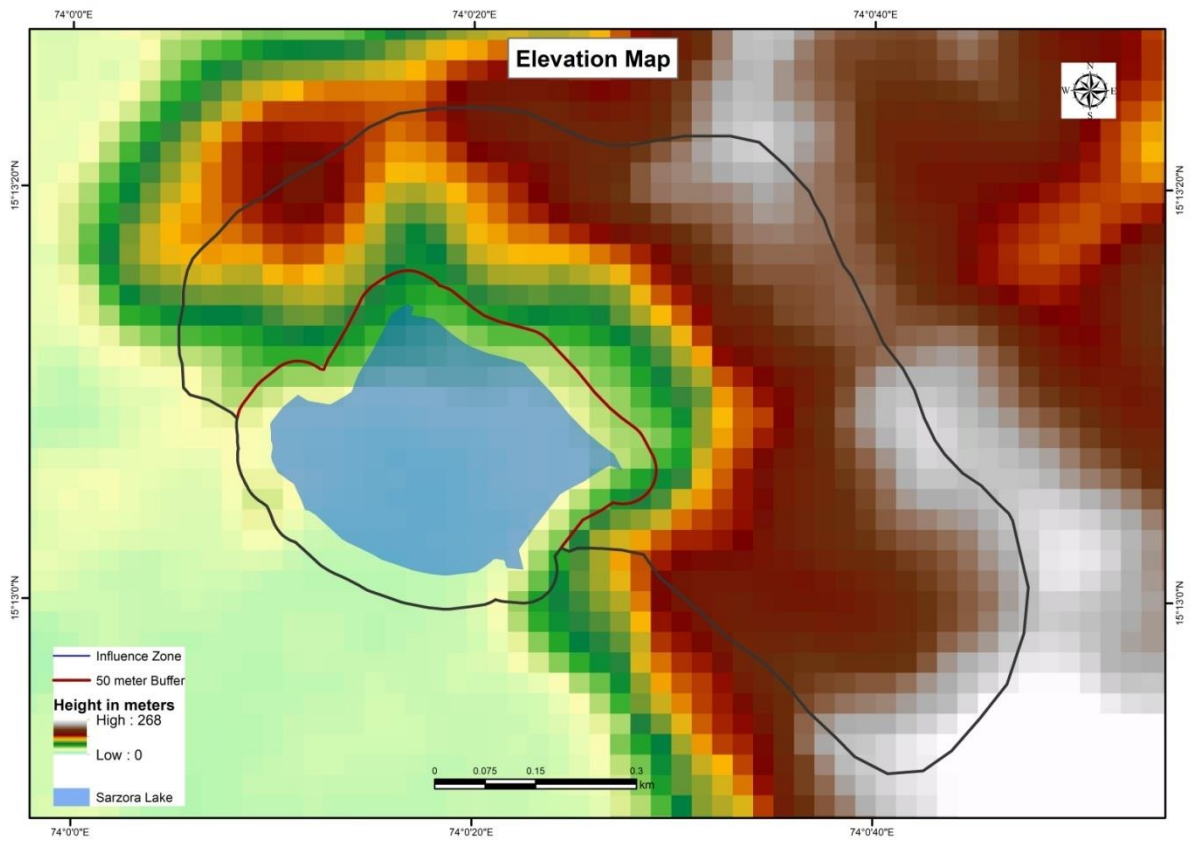 74°0'0"E 74°0'20"E 74°0'40"E
Elevation Map
N
W E
S
15°13'20"N 15°13'20"N
15°13'0"N 15°13'0"N
Influence Zone
50 meter Buffer
Height in meters
High : 268
Low : 0
Sarzora Lake
0 0.075 0.15 0.3
km
74°0'0"E 74°0'20"E 74°0'40"E